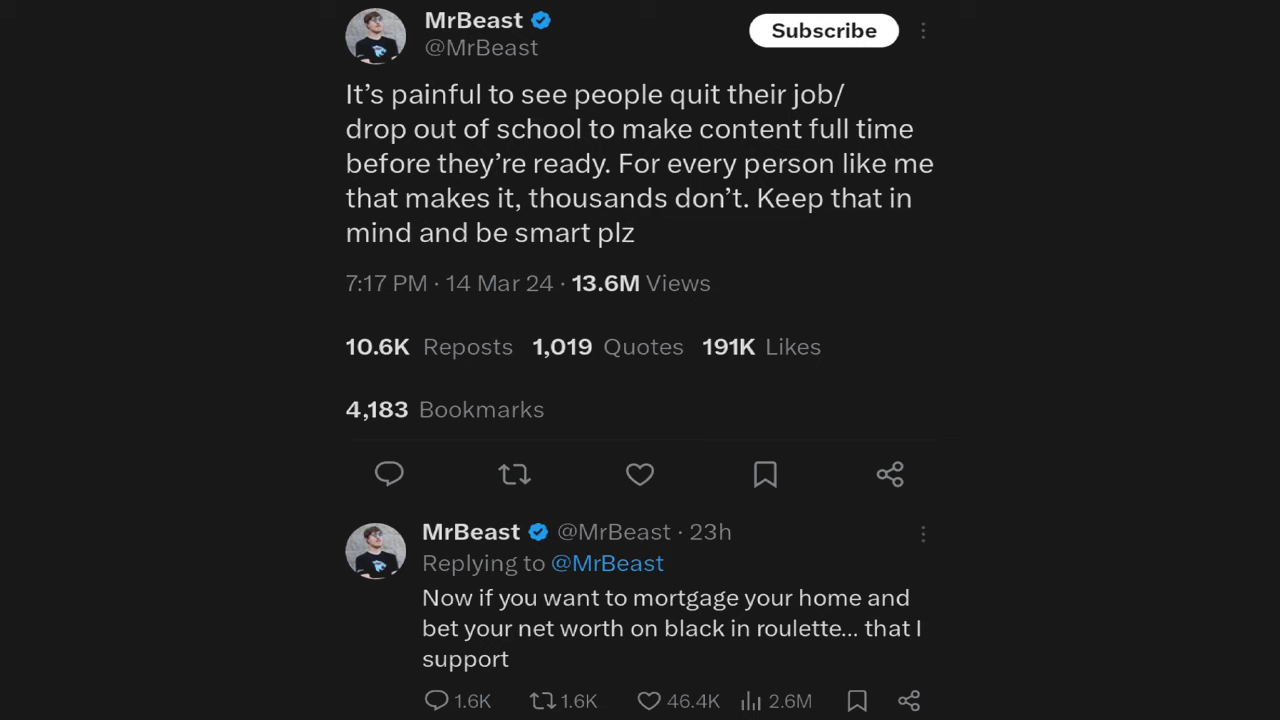 MrBeast
Subscribe
@MrBeast
It’s painful to see people quit their job/
drop out of school to make content full time
before they’re ready. For every person like me
that makes it, thousands don’t. Keep that in
mind and be smart plz
7:17 PM · 14 Mar 24 · 13.6M Views
10.6K Reposts 1,019 Quotes 191K Likes
4,183 Bookmarks
MrBeast @MrBeast · 23h
Replying to @MrBeast
Now if you want to mortgage your home and
bet your net worth on black in roulette... that I
support
1.6K 1.6K 46.4K 2.6M